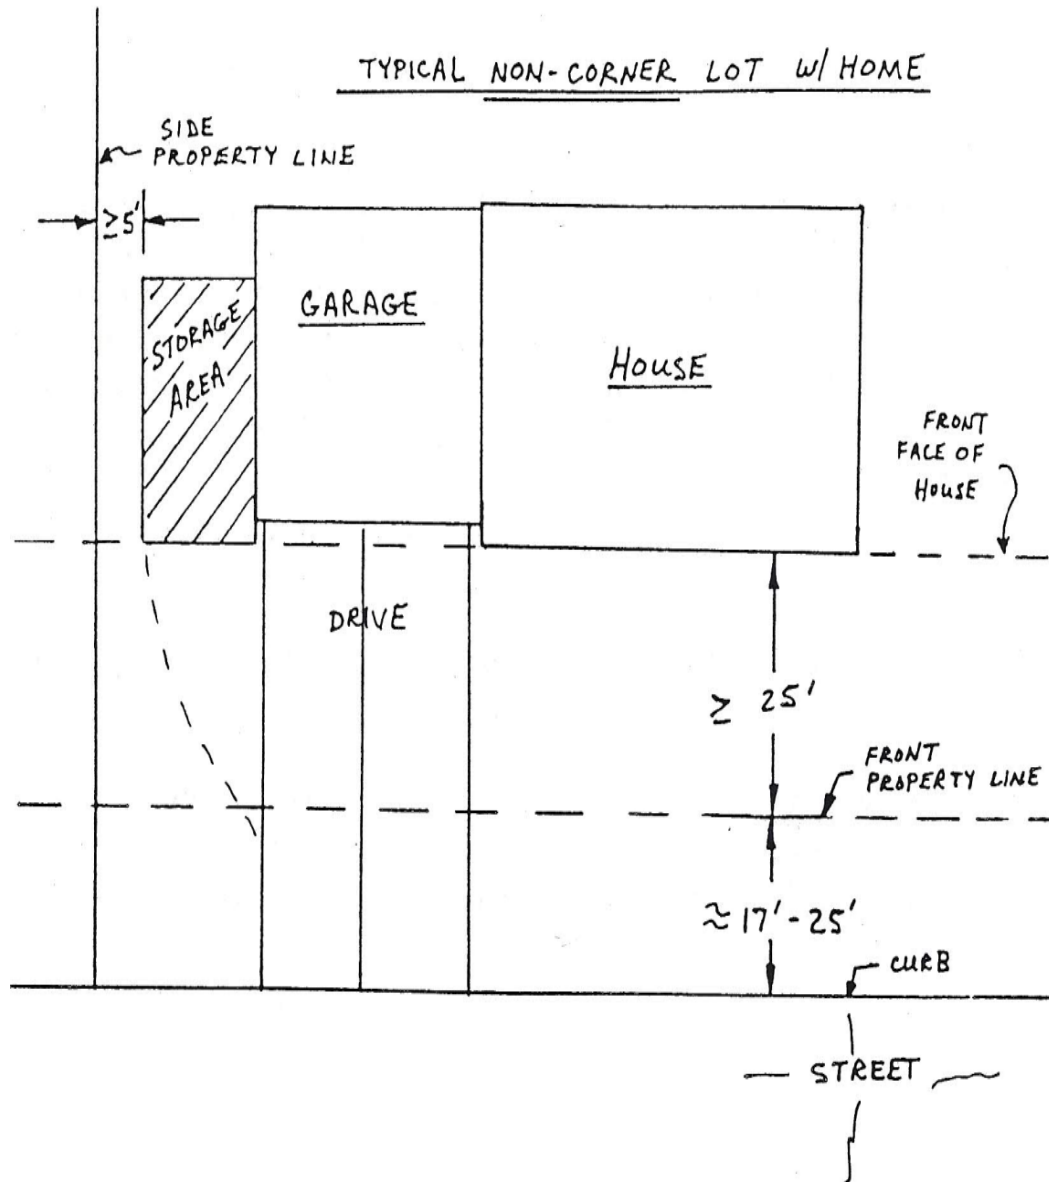 TYPICAL NON-CORNER LOT W/ HOME
SIDE
PROPERTY LINE
≥5'
STORAGE
AREA
GARAGE
HOUSE
FRONT
FACE OF
HOUSE
DRIVE
≥ 25'
FRONT
PROPERTY LINE
≈17'-25'
CURB
STREET